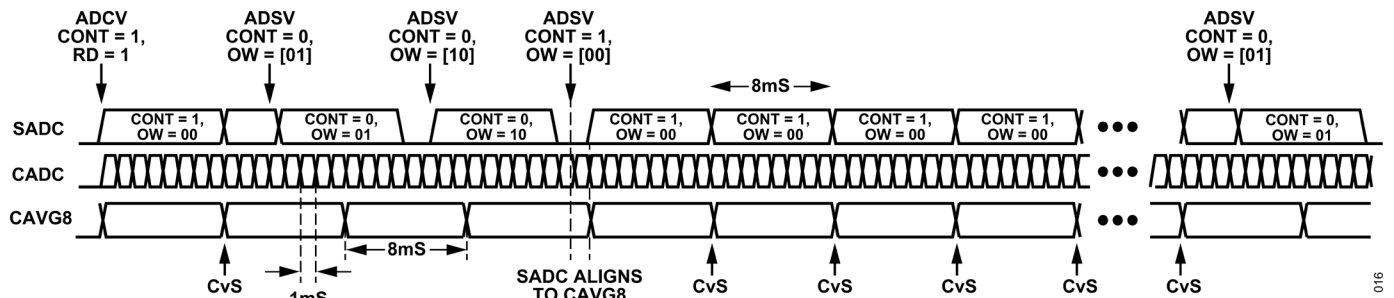 ADCV
CONT = 1,
RD = 1
ADSV
CONT = 0,
OW = [01]
ADSV
CONT = 0,
OW = [10]
ADSV
CONT = 1,
OW = [00]
ADSV
CONT = 0,
OW = [01]
8mS
SADC
CONT = 1,
OW = 00
CONT = 0,
OW = 01
CONT = 0,
OW = 10
CONT = 1,
OW = 00
CONT = 1,
OW = 00
CONT = 1,
OW = 00
CONT = 1,
OW = 00
CONT = 0,
OW = 01
CADC
CAVG8
8mS
CvS
1mS
SADC ALIGNS
TO CAVG8
CvS
CvS
CvS
CvS
CvS
016